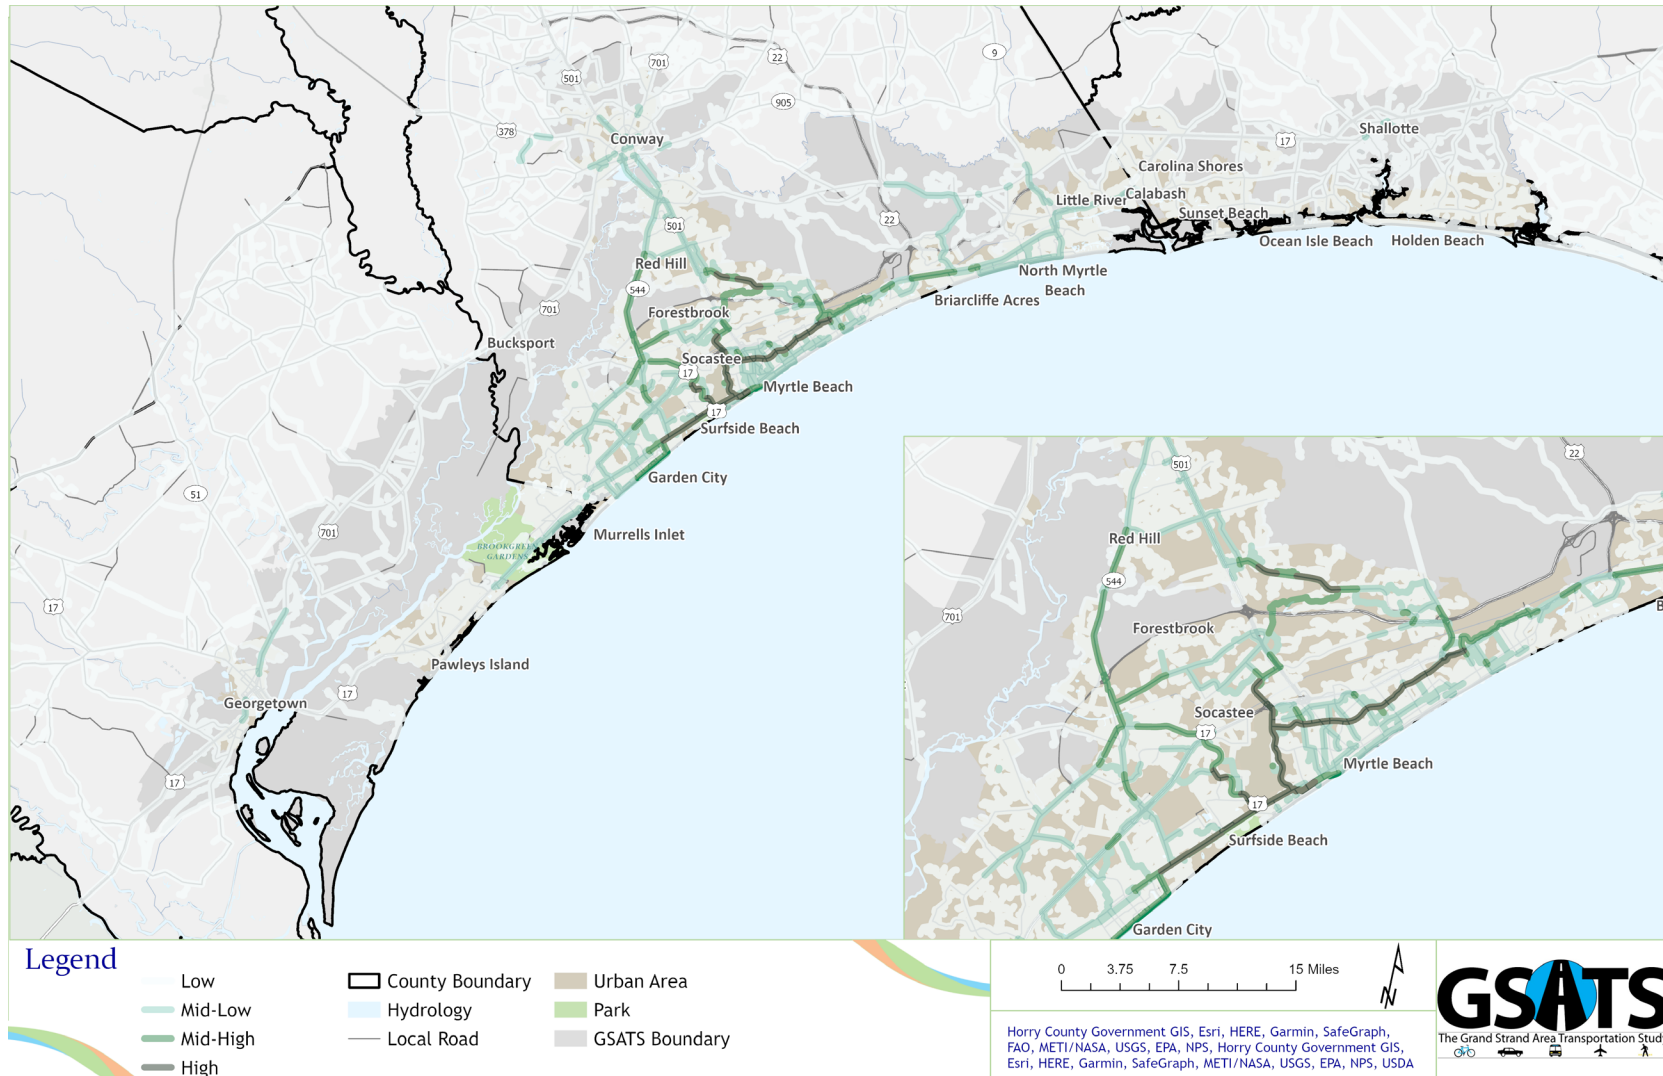 9
22
701
501
905
378
Conway
17
Shallotte
Carolina Shores
Calabash
Little River
Sunset Beach
22
501
Ocean Isle Beach
Holden Beach
Red Hill
North Myrtle
Beach
544
Briarcliffe Acres
701
Forestbrook
Bucksport
Socastee
17
Myrtle Beach
17
Surfside Beach
Garden City
51
701
Murrells Inlet
BROOKGREEN
GARDENS
17
Pawleys Island
17
Georgetown
17
22
501
Red Hill
544
701
B
Forestbrook
Socastee
17
Myrtle Beach
17
Surfside Beach
Garden City
Legend
Low
Mid-Low
Mid-High
High
County Boundary
Hydrology
Local Road
Urban Area
Park
GSATS Boundary
0 3.75 7.5 15 Miles
N
Horry County Government GIS, Esri, HERE, Garmin, SafeGraph,
FAO, METI/NASA, USGS, EPA, NPS, Horry County Government GIS,
Esri, HERE, Garmin, SafeGraph, METI/NASA, USGS, EPA, NPS, USDA
GSATS
The Grand Strand Area Transportation Study